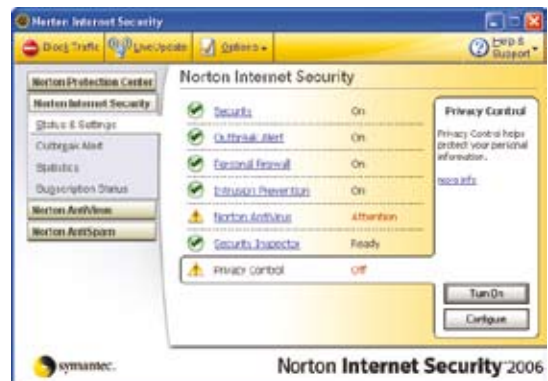 Norton Internet Security
Block Traffic LiveUpdate Options Help & Support
Norton Protection Center
Norton Internet Security
Status & Settings
Outbreak Alert
Statistics
Subscription Status
Norton AntiVirus
Norton AntiSpam
Norton Internet Security
Security On
Outbreak Alert On
Personal Firewall On
Intrusion Prevention On
Norton AntiVirus Attention
Security Inspector Ready
Privacy Control Off
Privacy Control
Privacy Control helps
protect your personal
information.
more info
Turn On
Configure
symantec.
Norton Internet Security 2006